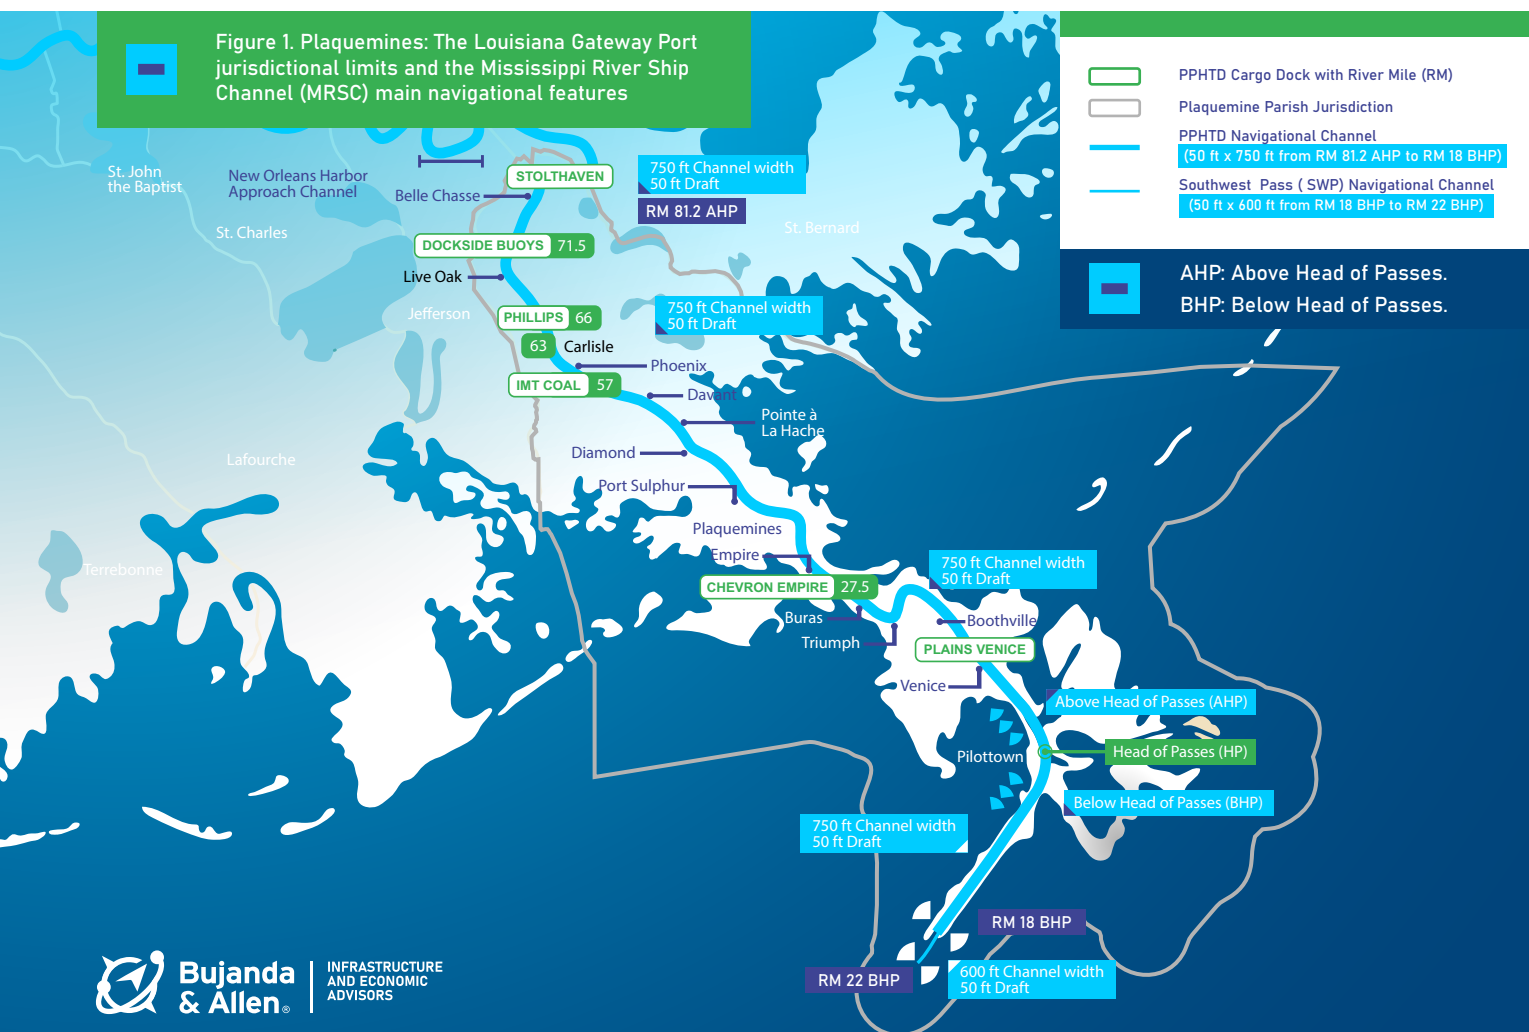 Figure 1. Plaquemines: The Louisiana Gateway Port
jurisdictional limits and the Mississippi River Ship
Channel (MRSC) main navigational features
PPHTD Cargo Dock with River Mile (RM)
Plaquemine Parish Jurisdiction
PPHTD Navigational Channel
(50 ft x 750 ft from RM 81.2 AHP to RM 18 BHP)
Southwest Pass ( SWP) Navigational Channel
(50 ft x 600 ft from RM 18 BHP to RM 22 BHP)
AHP: Above Head of Passes.
BHP: Below Head of Passes.
St. John
the Baptist
New Orleans Harbor
Approach Channel
Belle Chasse
STOLTHAVEN
750 ft Channel width
50 ft Draft
RM 81.2 AHP
St. Charles
St. Bernard
DOCKSIDE BUOYS 71.5
Live Oak
Jefferson
PHILLIPS 66
750 ft Channel width
50 ft Draft
63 Carlisle
Phoenix
IMT COAL 57
Davant
Pointe à
La Hache
Diamond
Lafourche
Port Sulphur
Plaquemines
Empire
Terrebonne
CHEVRON EMPIRE 27.5
750 ft Channel width
50 ft Draft
Buras
Boothville
Triumph
PLAINS VENICE
Venice
Above Head of Passes (AHP)
Pilottown
Head of Passes (HP)
Below Head of Passes (BHP)
750 ft Channel width
50 ft Draft
RM 18 BHP
RM 22 BHP
600 ft Channel width
50 ft Draft
Bujanda
& Allen®
INFRASTRUCTURE
AND ECONOMIC
ADVISORS